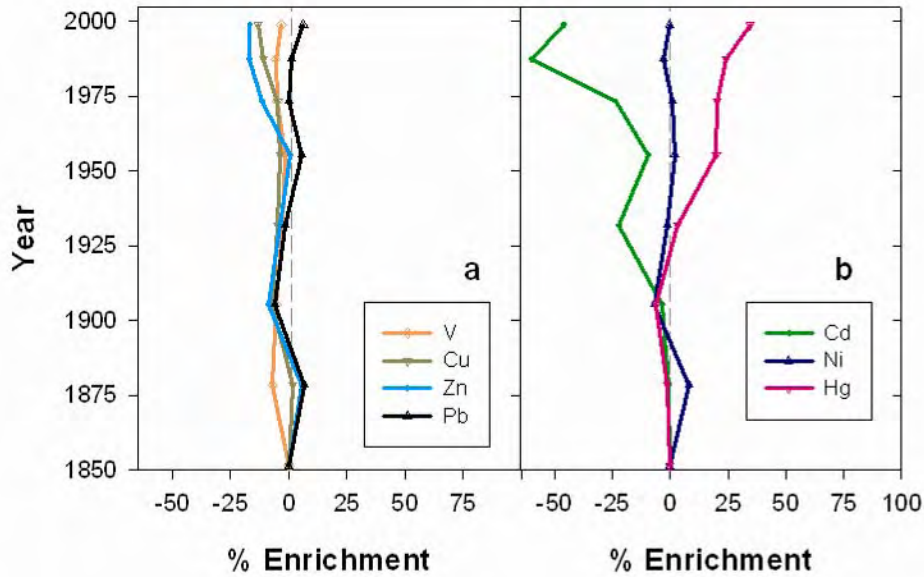 2000
1975
1950
1925
1900
1875
1850
Year
a
V
Cu
Zn
Pb
-50 -25 0 25 50 75
% Enrichment
b
Cd
Ni
Hg
-50 -25 0 25 50 75 100
% Enrichment